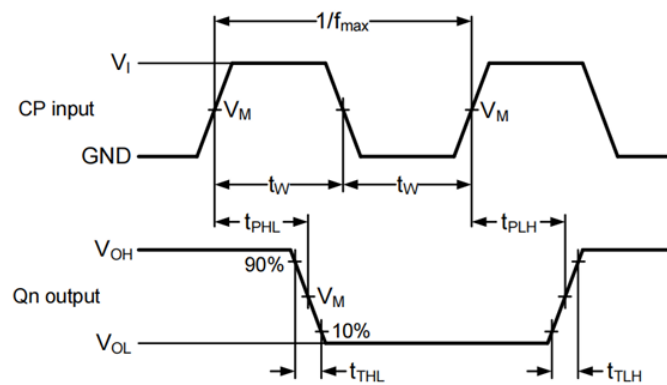 1/fmax
VI
CP input
VM
VM
GND
tW
tW
tPHL
tPLH
VOH
90%
Qn output
VM
10%
VOL
tTHL
tTLH